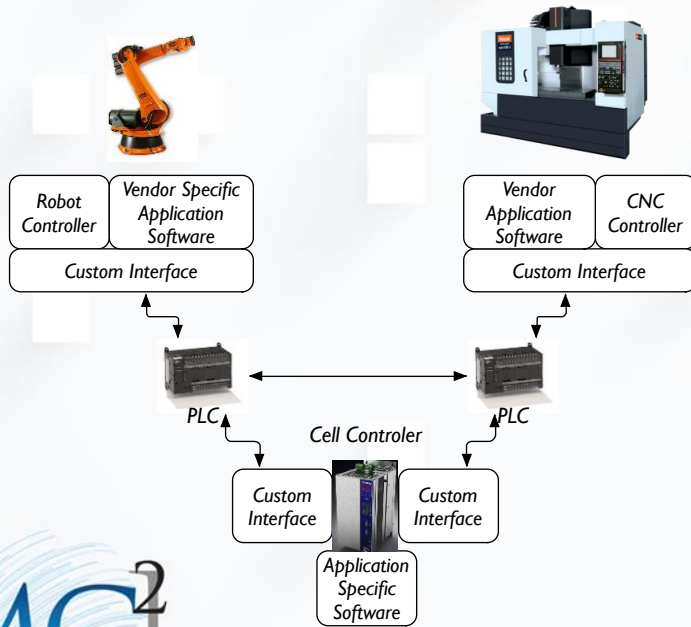 Robot
Controller
Vendor Specific
Application
Software
Custom Interface
Vendor
Application
Software
CNC
Controller
Custom Interface
PLC
PLC
Cell Controler
Custom
Interface
Custom
Interface
Application
Specific
Software